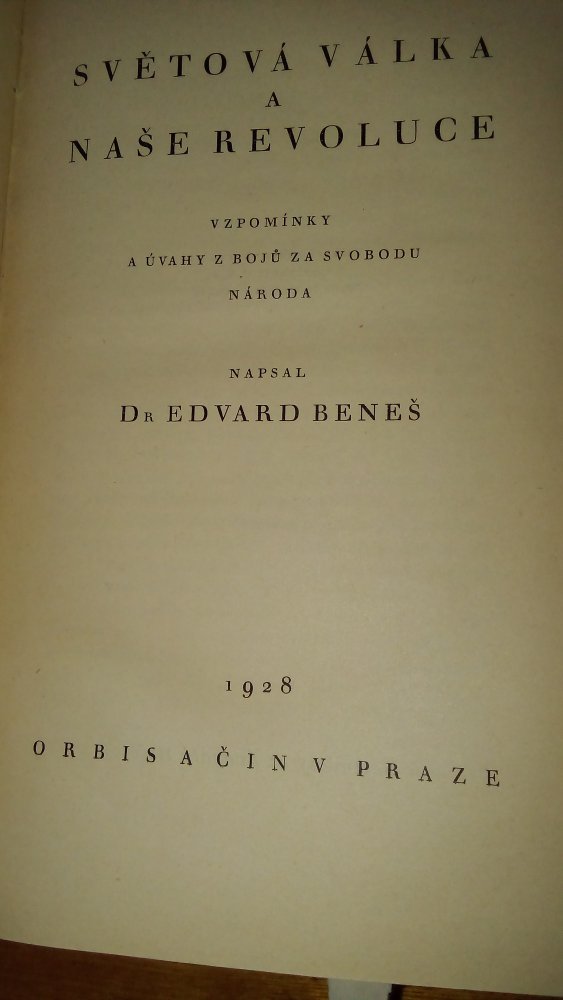 SVĚTOVÁ VÁLKA
A
NAŠE REVOLUCE
VZPOMÍNKY
A ÚVAHY Z BOJŮ ZA SVOBODU
NÁRODA
NAPSAL
DR EDVARD BENEŠ
1928
ORBIS A ČIN V PRAZE